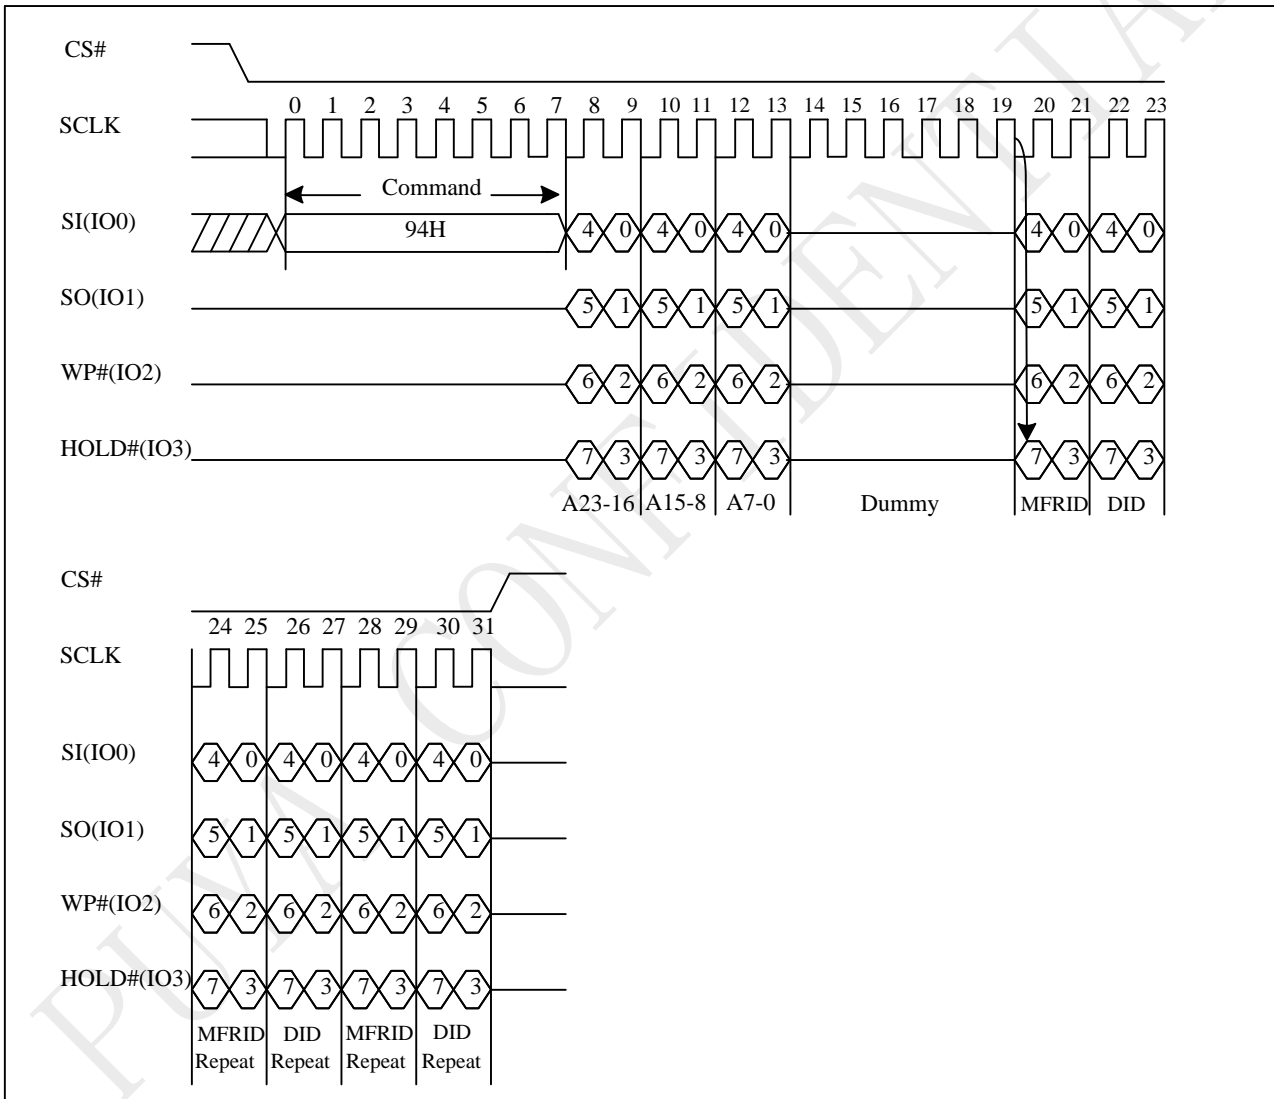 CS#
0 1 2 3 4 5 6 7 8 9 10 11 12 13 14 15 16 17 18 19 20 21 22 23
SCLK
Command
SI(IO0) 94H 4 0 4 0 4 0 4 0 4 0
SO(IO1) 5 1 5 1 5 1 5 1 5 1
WP#(IO2) 6 2 6 2 6 2 6 2 6 2
HOLD#(IO3) 7 3 7 3 7 3 7 3 7 3
A23-16 A15-8 A7-0 Dummy MFRID DID
CS#
24 25 26 27 28 29 30 31
SCLK
SI(IO0) 4 0 4 0 4 0 4 0
SO(IO1) 5 1 5 1 5 1 5 1
WP#(IO2) 6 2 6 2 6 2 6 2
HOLD#(IO3) 7 3 7 3 7 3 7 3
MFRID DID MFRID DID
Repeat Repeat Repeat Repeat
PUYA CONFIDENTIA